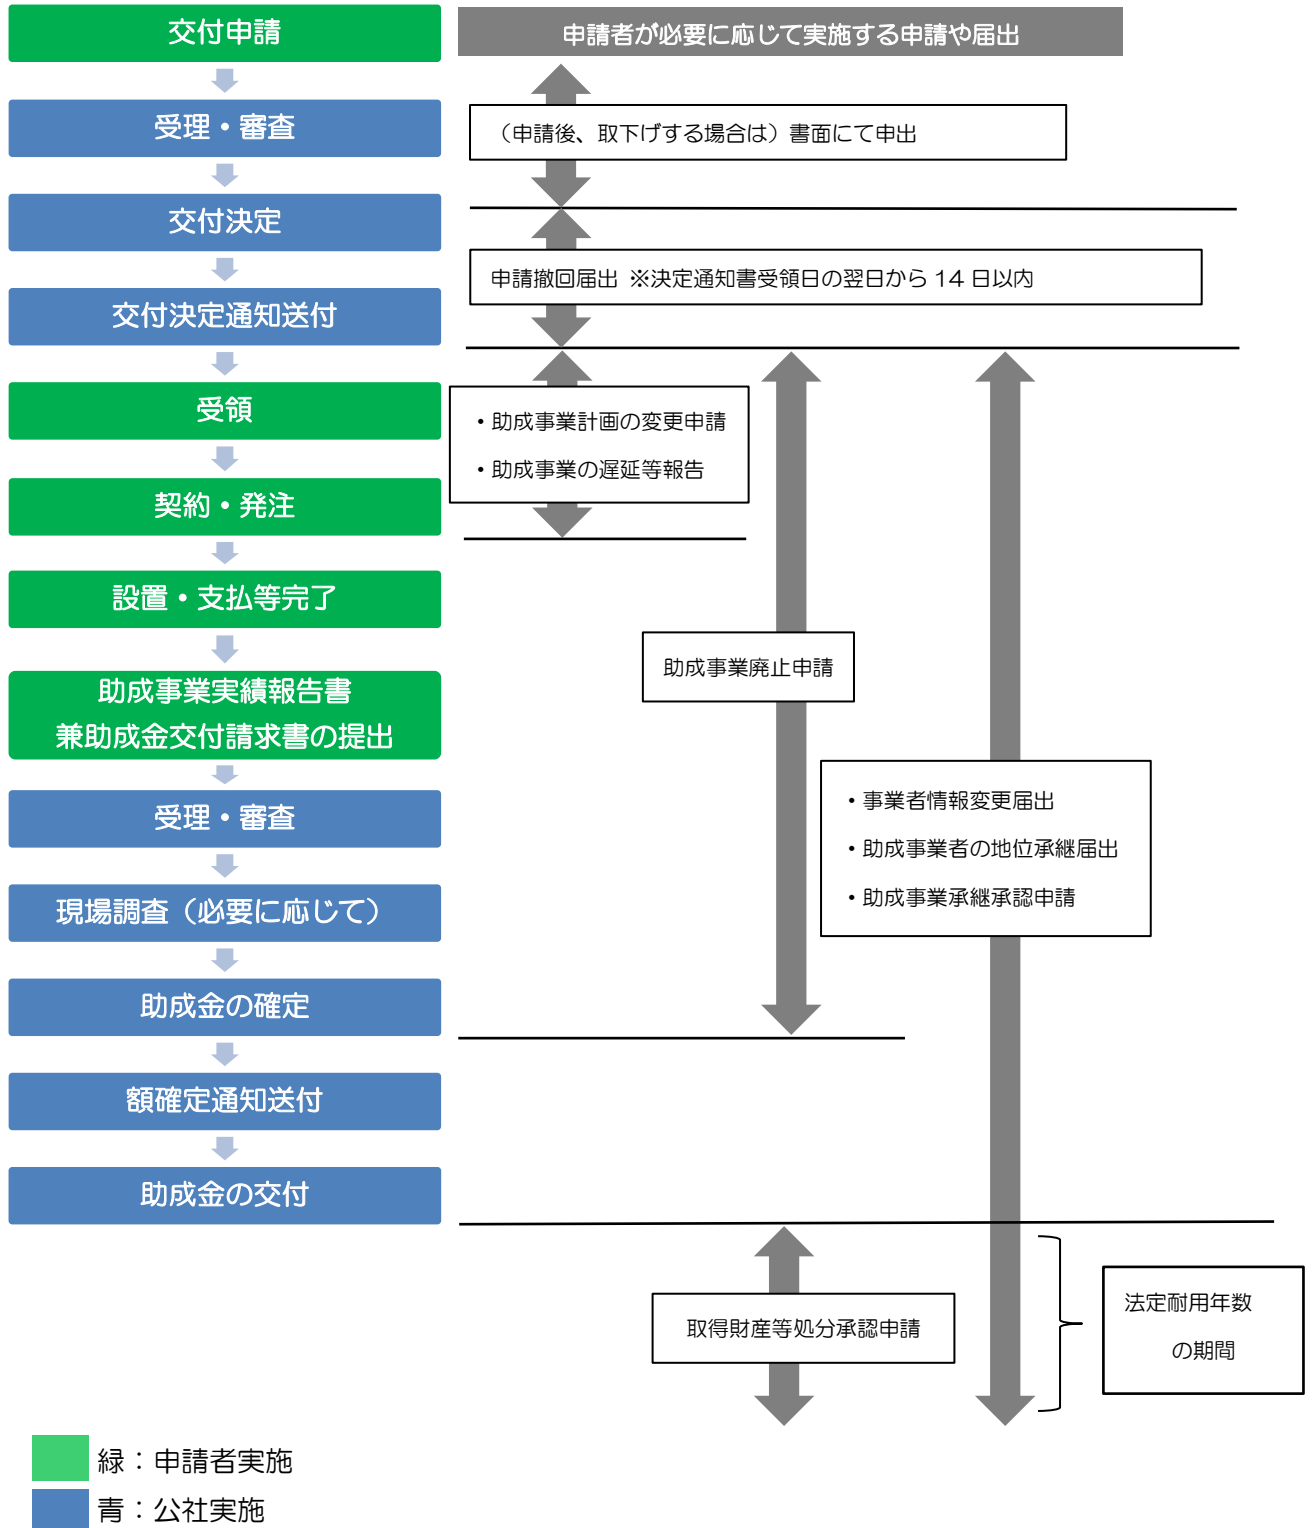 交付申請
受理・審査
交付決定
交付決定通知送付
受領
契約・発注
設置・支払等完了
助成事業実績報告書
兼助成金交付請求書の提出
受理・審査
現場調査（必要に応じて）
助成金の確定
額確定通知送付
助成金の交付
申請者が必要に応じて実施する申請や届出
（申請後、取下げする場合は）書面にて申出
申請撤回届出 ※決定通知書受領日の翌日から 14 日以内
・助成事業計画の変更申請
・助成事業の遅延等報告
助成事業廃止申請
・事業者情報変更届出
・助成事業者の地位承継届出
・助成事業承継承認申請
取得財産等処分承認申請
法定耐用年数
の期間
緑：申請者実施
青：公社実施